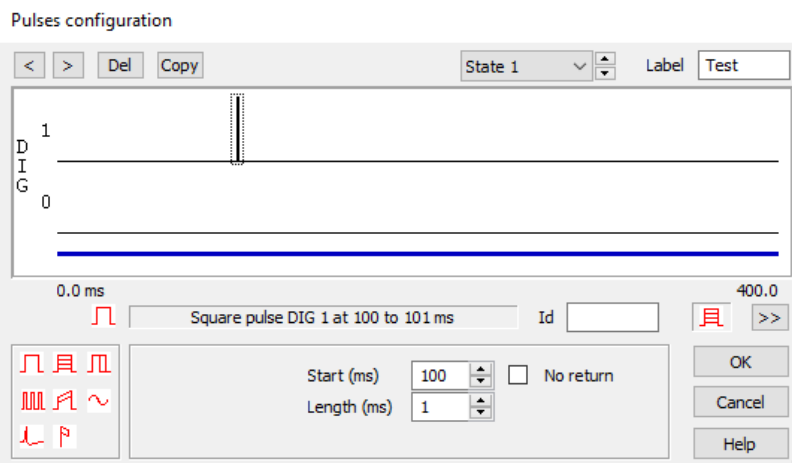 Pulses configuration
< > Del Copy State 1 Label Test
1
DIG
0
0.0 ms 400.0
Square pulse DIG 1 at 100 to 101 ms Id >>
Start (ms) 100 No return OK
Length (ms) 1 Cancel
Help